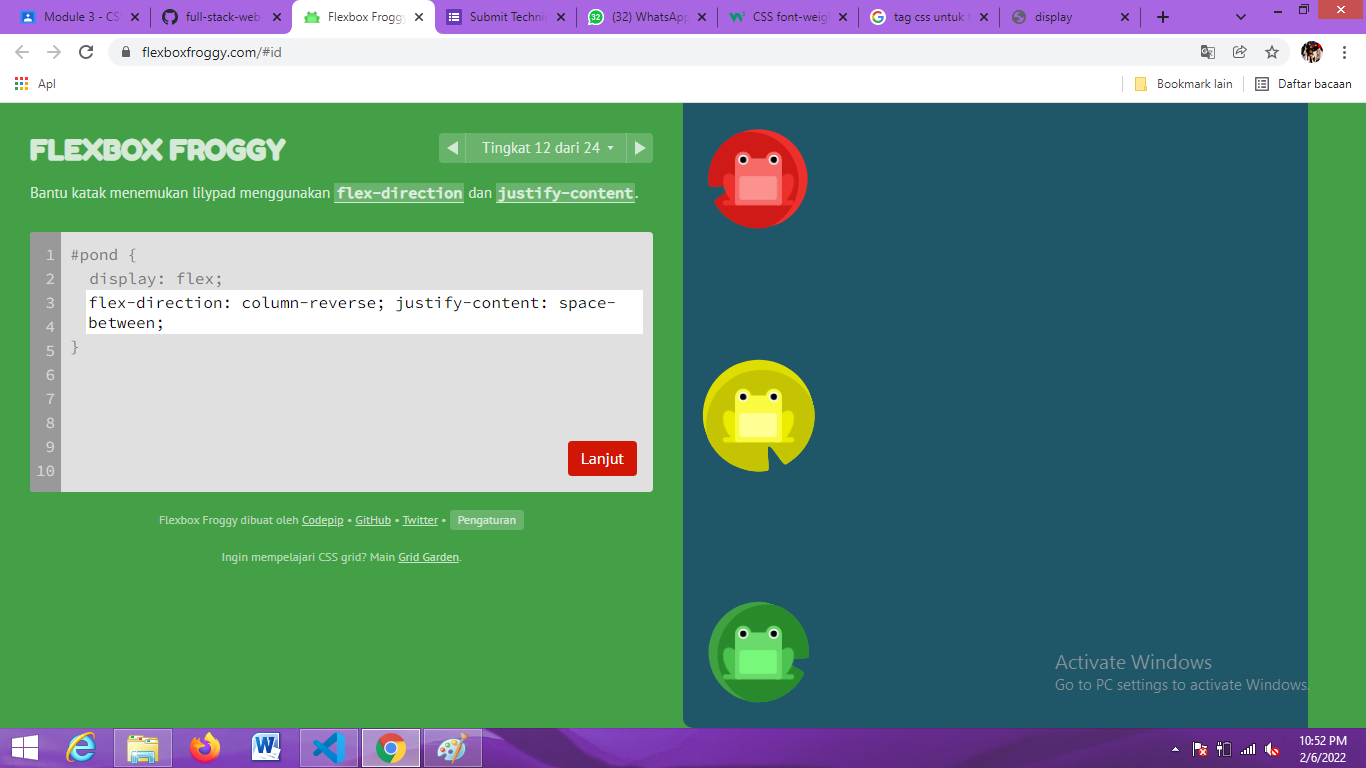 Module 3 - CS
full-stack-web
Flexbox Froggy
Submit Techni
(32) WhatsApp
CSS font-weig
tag css untuk t
display
flexboxfroggy.com/#id
Apl
Bookmark lain
Daftar bacaan
FLEXBOX FROGGY
Tingkat 12 dari 24
Bantu katak menemukan lilypad menggunakan flex-direction dan justify-content.
1 #pond {
2 display: flex;
3 flex-direction: column-reverse; justify-content: space-
4 between;
5 }
6
7
8
9
10
Lanjut
Flexbox Froggy dibuat oleh Codepip • GitHub • Twitter • Pengaturan
Ingin mempelajari CSS grid? Main Grid Garden.
Activate Windows
Go to PC settings to activate Windows.
10:52 PM
2/6/2022